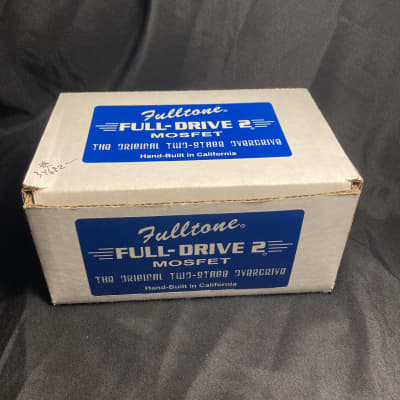 Fulltone®
FULL-DRIVE 2®
MOSFET
THE ORIGINAL TWO-STAGE OVERDRIVE
Hand-Built in California
Fulltone®
FULL-DRIVE 2®
MOSFET
THE ORIGINAL TWO-STAGE OVERDRIVE
Hand-Built in California